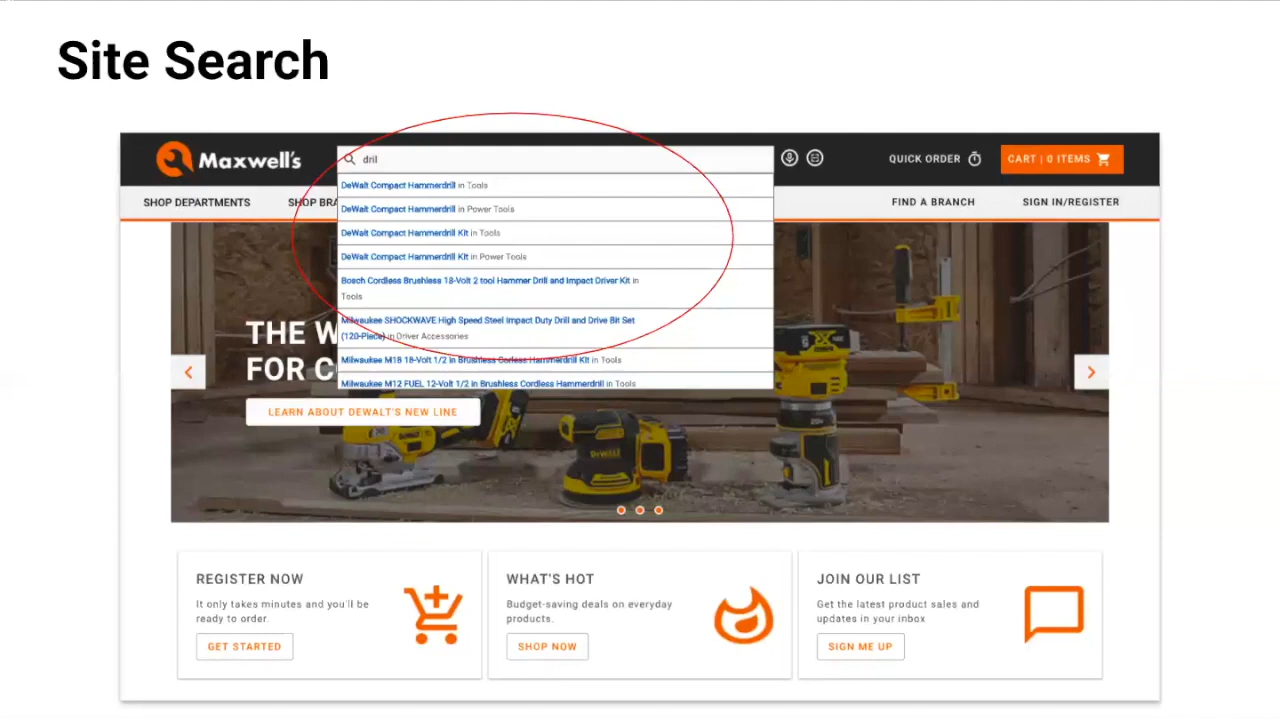 Site Search
Maxwell's
dril
QUICK ORDER
CART | 0 ITEMS
SHOP DEPARTMENTS
SHOP BRA
FIND A BRANCH
SIGN IN/REGISTER
DeWalt Compact Hammerdrill in Tools
DeWalt Compact Hammerdrill in Power Tools
DeWalt Compact Hammerdrill Kit in Tools
DeWalt Compact Hammerdrill Kit in Power Tools
Bosch Cordless Brushless 18-Volt 2 tool Hammer Drill and Impact Driver Kit in
Tools
Milwaukee SHOCKWAVE High Speed Steel Impact Duty Drill and Drive Bit Set
(120-Piece) in Driver Accessories
Milwaukee M18 18-Volt 1/2 in Brushless Corless Hammerdrill Kit in Tools
Milwaukee M12 FUEL 12-Volt 1/2 in Brushless Cordless Hammerdrill in Tools
THE W
FOR C
LEARN ABOUT DEWALT'S NEW LINE
DEWALT
REGISTER NOW
It only takes minutes and you'll be
ready to order.
GET STARTED
WHAT'S HOT
Budget-saving deals on everyday
products.
SHOP NOW
JOIN OUR LIST
Get the latest product sales and
updates in your inbox
SIGN ME UP